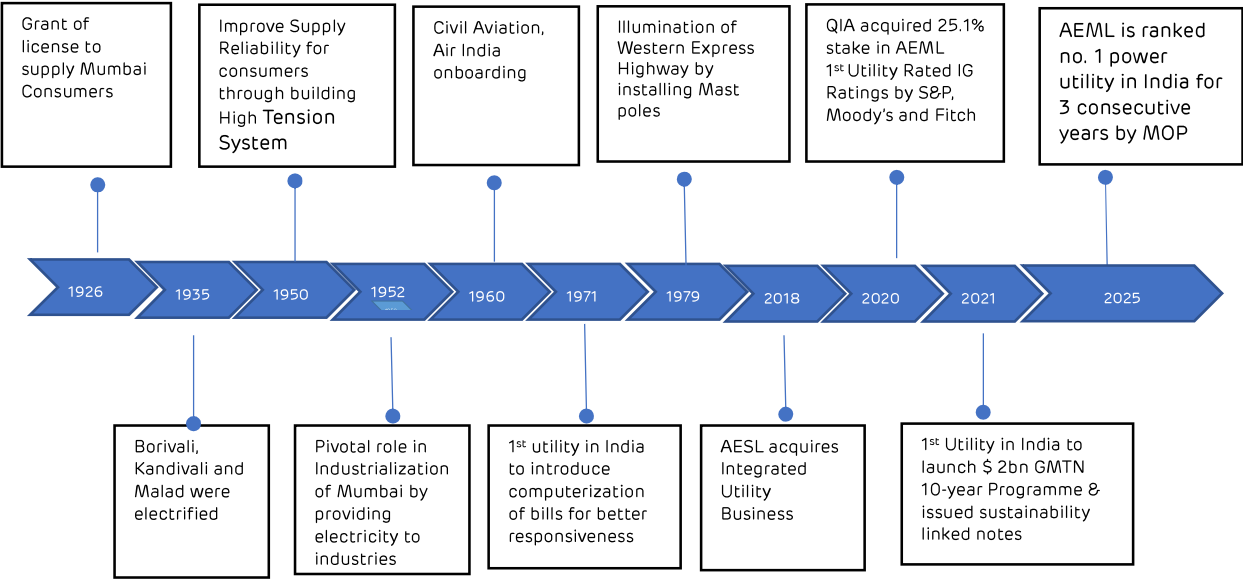 Grant of
license to
supply Mumbai
Consumers
Improve Supply
Reliability for
consumers
through building
High Tension
System
Civil Aviation,
Air India
onboarding
Illumination of
Western Express
Highway by
installing Mast
poles
QIA acquired 25.1%
stake in AEML
1st Utility Rated IG
Ratings by S&P,
Moody's and Fitch
AEML is ranked
no. 1 power
utility in India for
3 consecutive
years by MOP
1926
1935
1950
1952
1960
1971
1979
2018
2020
2021
2025
Borivali,
Kandivali and
Malad were
electrified
Pivotal role in
Industrialization
of Mumbai by
providing
electricity to
industries
1st utility in India
to introduce
computerization
of bills for better
responsiveness
AESL acquires
Integrated
Utility
Business
1st Utility in India to
launch $ 2bn GMTN
10-year Programme &
issued sustainability
linked notes